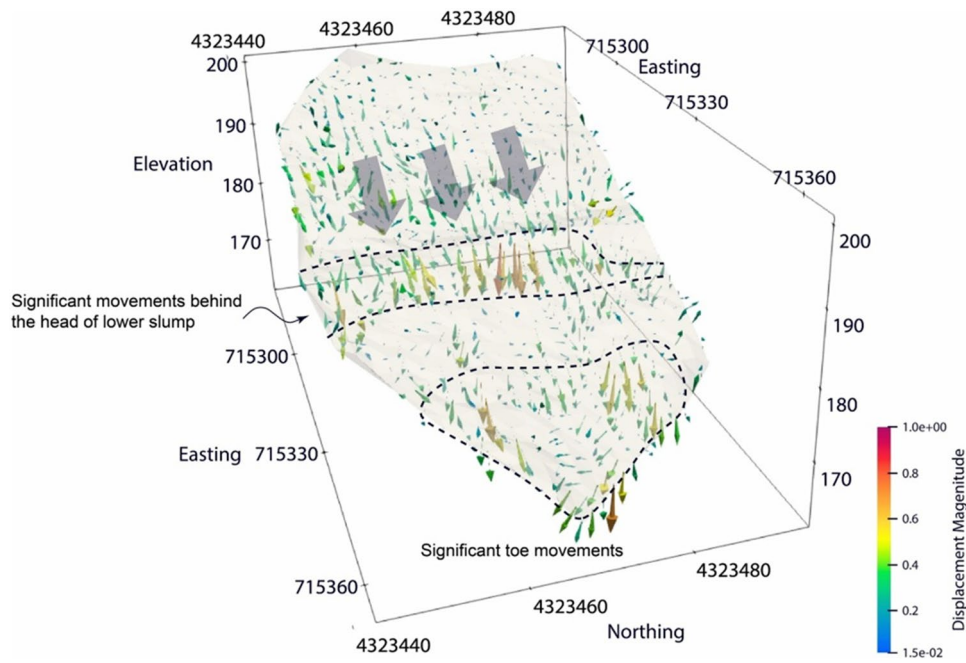 4323480
4323460
4323440
715300
Easting
715330
715360
200
190
180
170
Elevation
200
190
180
170
Significant movements behind
the head of lower slump
715300
Easting
715330
715360
Significant toe movements
4323480
4323460
4323440
Northing
1.0e+00
0.8
0.6
0.4
0.2
1.5e-02
Displacement Magenitude